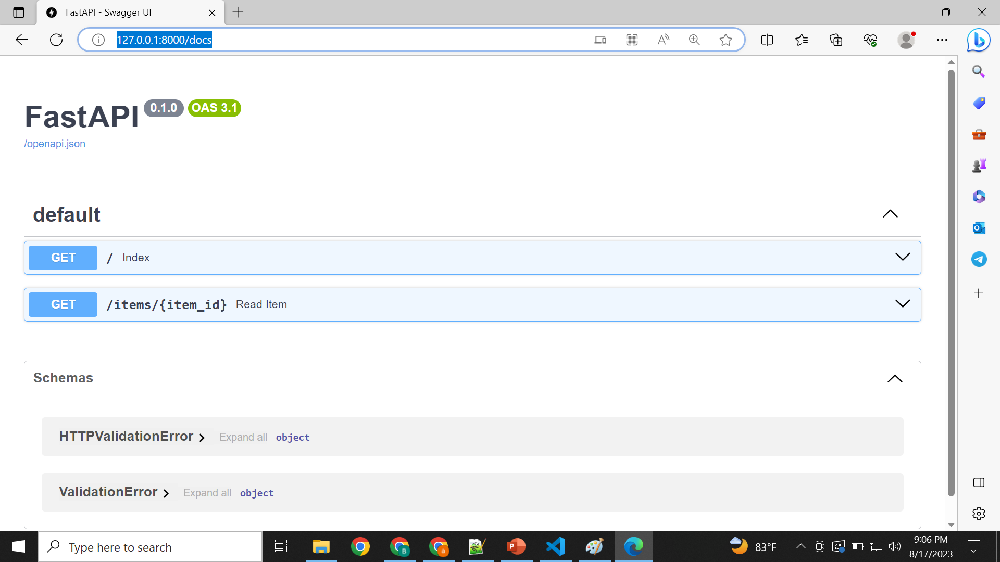 FastAPI - Swagger UI
127.0.0.1:8000/docs
FastAPI 0.1.0 OAS 3.1
/openapi.json
default
GET / Index
GET /items/{item_id} Read Item
Schemas
HTTPValidationError Expand all object
ValidationError Expand all object
Type here to search
83°F
9:06 PM
8/17/2023